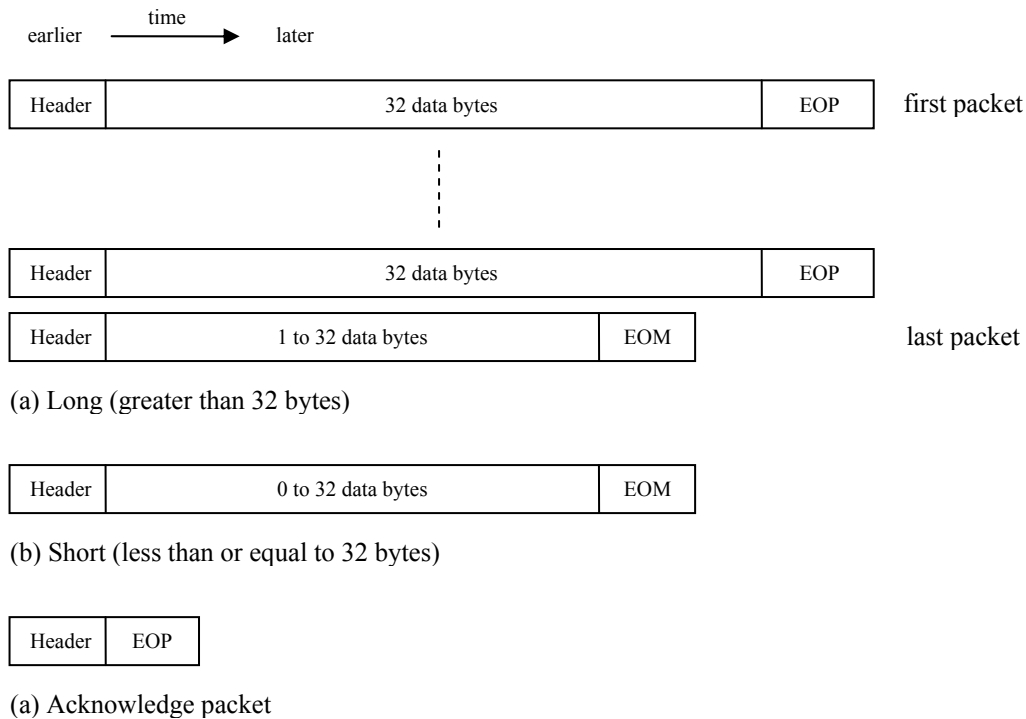 time
earlier later
Header 32 data bytes EOP first packet
Header 32 data bytes EOP
Header 1 to 32 data bytes EOM last packet
(a) Long (greater than 32 bytes)
Header 0 to 32 data bytes EOM
(b) Short (less than or equal to 32 bytes)
Header EOP
(a) Acknowledge packet